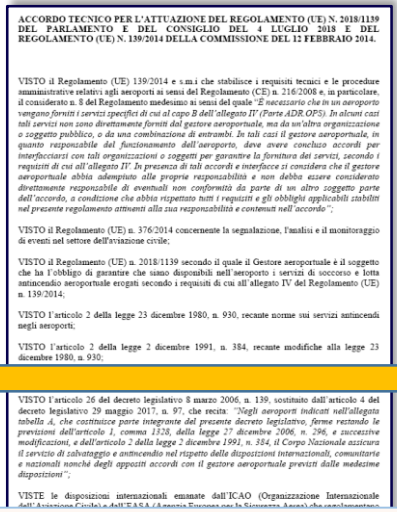 ACCORDO TECNICO PER L'ATTUAZIONE DEL REGOLAMENTO (UE) N. 2018/1139
DEL PARLAMENTO E DEL CONSIGLIO DEL 4 LUGLIO 2018 E DEL
REGOLAMENTO (UE) N. 139/2014 DELLA COMMISSIONE DEL 12 FEBBRAIO 2014.
VISTO il Regolamento (UE) 139/2014 e s.m.i che stabilisce i requisiti tecnici e le procedure
amministrative relativi agli aeroporti ai sensi del Regolamento (CE) n. 216/2008 e, in particolare,
il considerato n. 8 del Regolamento medesimo ai sensi del quale "È necessario che in un aeroporto
vengano forniti i servizi specifici di cui al capo B dell'allegato IV (Parte ADR.OPS). In alcuni casi
tali servizi non sono direttamente forniti dal gestore aeroportuale, ma da un'altra organizzazione
o soggetto pubblico, o da una combinazione di entrambi. In tali casi il gestore aeroportuale, in
quanto responsabile del funzionamento dell'aeroporto, deve avere concluso accordi per
interfacciarsi con tali organizzazioni o soggetti per garantire la fornitura dei servizi, secondo i
requisiti di cui all'allegato IV. In presenza di tali accordi e interfacce si considera che il gestore
aeroportuale abbia adempiuto alle proprie responsabilità e non debba essere considerato
direttamente responsabile di eventuali non conformità da parte di un altro soggetto parte
dell'accordo, a condizione che abbia rispettato tutti i requisiti e gli obblighi applicabili stabiliti
nel presente regolamento attinenti alla sua responsabilità e contenuti nell'accordo";
VISTO il Regolamento (UE) n. 376/2014 concernente la segnalazione, l'analisi e il monitoraggio
di eventi nel settore dell'aviazione civile;
VISTO il Regolamento (UE) n. 2018/1139 secondo il quale il Gestore aeroportuale è il soggetto
che ha l'obbligo di garantire che siano disponibili nell'aeroporto i servizi di soccorso e lotta
antincendio aeroportuale erogati secondo i requisiti di cui all'allegato IV del Regolamento (UE)
n. 139/2014;
VISTO l'articolo 2 della legge 23 dicembre 1980, n. 930, recante norme sui servizi antincendi
negli aeroporti;
VISTO l'articolo 2 della legge 2 dicembre 1991, n. 384, recante modifiche alla legge 23
dicembre 1980, n. 930;
VISTO l'articolo 26 del decreto legislativo 8 marzo 2006, n. 139, sostituito dall'articolo 4 del
decreto legislativo 29 maggio 2017, n. 97, che recita: "Negli aeroporti indicati nell'allegata
tabella A, che costituisce parte integrante del presente decreto legislativo, ferme restando le
previsioni dell'articolo 1, comma 1328, della legge 27 dicembre 2006, n. 296, e successive
modificazioni, e dell'articolo 2 della legge 2 dicembre 1991, n. 384, il Corpo Nazionale assicura
il servizio di salvataggio e antincendio nel rispetto delle disposizioni internazionali, comunitarie
e nazionali nonché degli appositi accordi con il gestore aeroportuale previsti dalle medesime
disposizioni";
VISTE le disposizioni internazionali emanate dall'ICAO (Organizzazione Internazionale
dell'Aviazione Civile) e dall'EASA (Agenzia Europea per la Sicurezza Aerea) che regolamentano